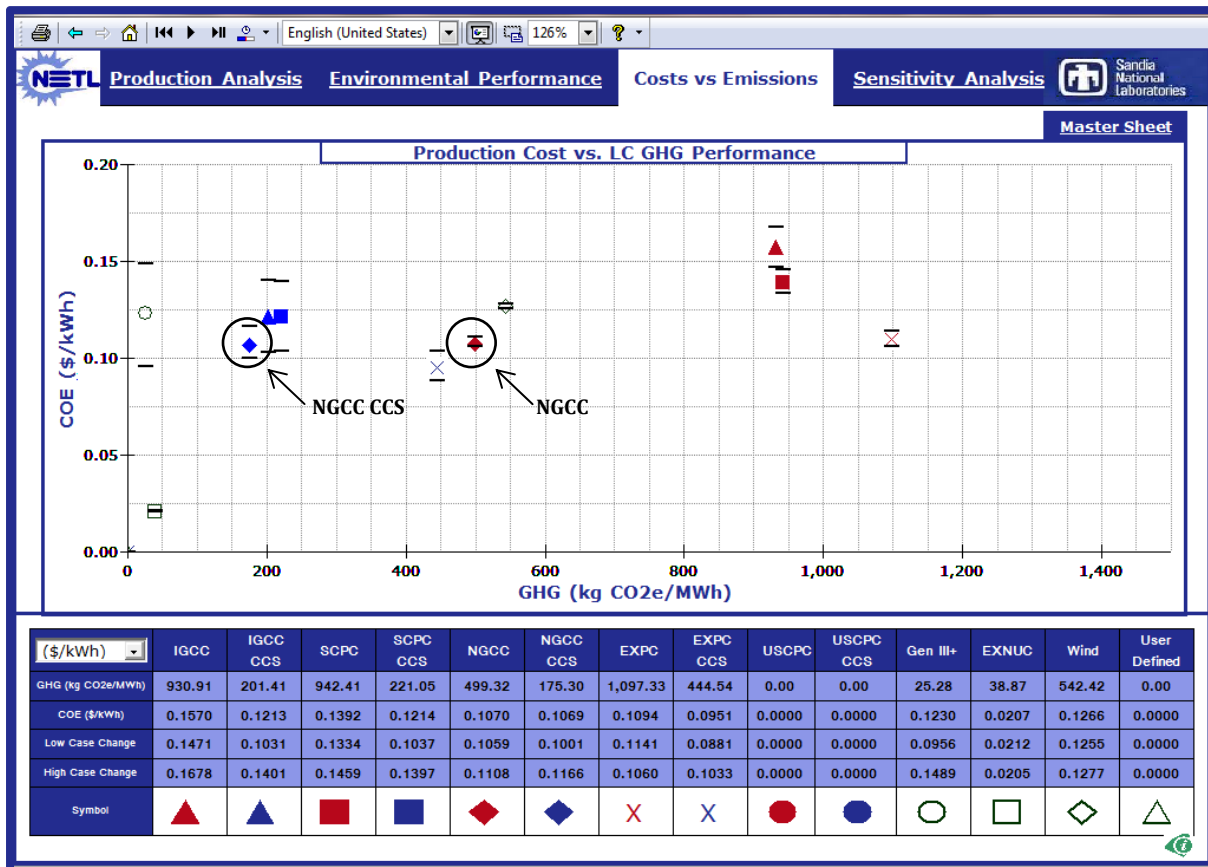 English (United States) 126%
NETL Production Analysis Environmental Performance Costs vs Emissions Sensitivity Analysis Sandia National Laboratories
Master Sheet
Production Cost vs. LC GHG Performance
0.20
0.15
0.10
0.05
0.00
COE ($/kWh)
NGCC CCS
NGCC
0 200 400 600 800 1,000 1,200 1,400
GHG (kg CO2e/MWh)
($/kWh) IGCC IGCC CCS SCPC SCPC CCS NGCC NGCC CCS EXPC EXPC CCS USCPC USCPC CCS Gen III+ EXNUC Wind User Defined
GHG (kg CO2e/MWh) 930.91 201.41 942.41 221.05 499.32 175.30 1,097.33 444.54 0.00 0.00 25.28 38.87 542.42 0.00
COE ($/kWh) 0.1570 0.1213 0.1392 0.1214 0.1070 0.1069 0.1094 0.0951 0.0000 0.0000 0.1230 0.0207 0.1266 0.0000
Low Case Change 0.1471 0.1031 0.1334 0.1037 0.1059 0.1001 0.1141 0.0881 0.0000 0.0000 0.0956 0.0212 0.1255 0.0000
High Case Change 0.1678 0.1401 0.1459 0.1397 0.1108 0.1166 0.1060 0.1033 0.0000 0.0000 0.1489 0.0205 0.1277 0.0000
Symbol X X